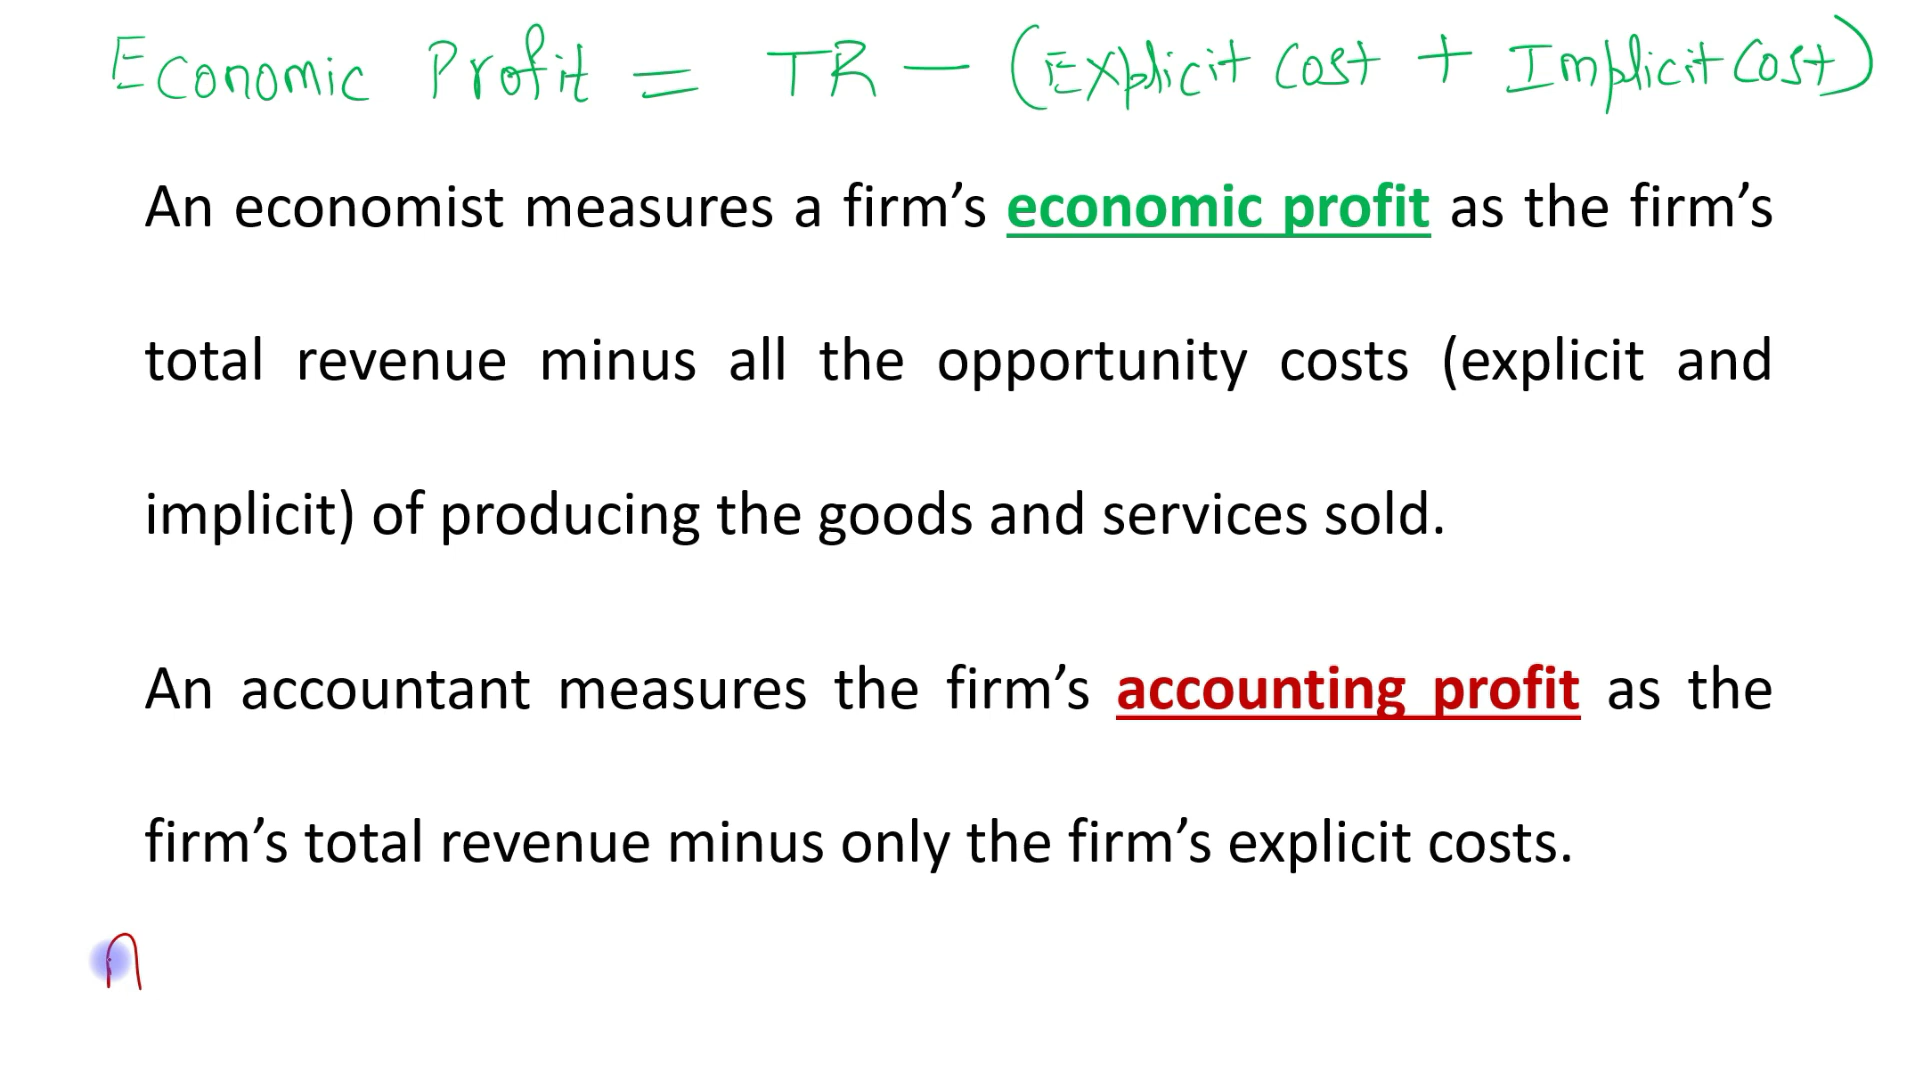 Economic Profit = TR — (Explicit Cost + Implicit Cost)
An economist measures a firm’s economic profit as the firm’s
total revenue minus all the opportunity costs (explicit and
implicit) of producing the goods and services sold.
An accountant measures the firm’s accounting profit as the
firm’s total revenue minus only the firm’s explicit costs.